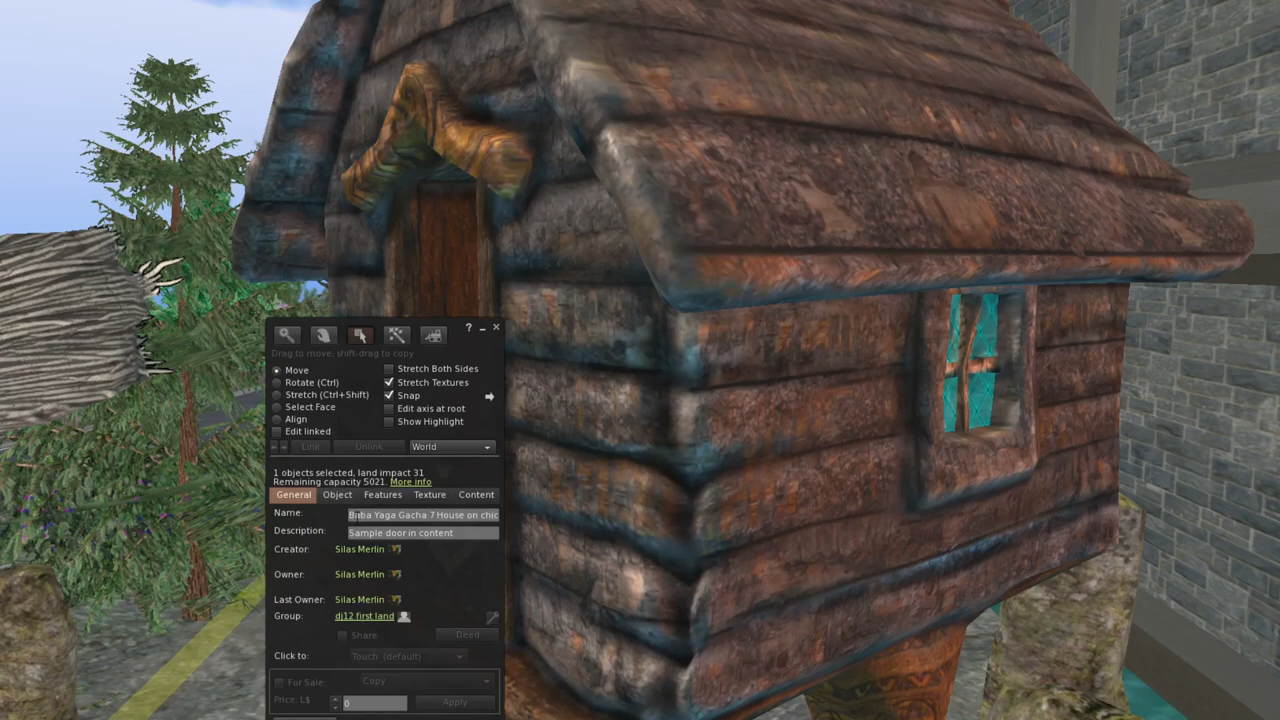 ?
Drag to move, shift-drag to copy
Move
Rotate (Ctrl)
Stretch (Ctrl+Shift)
Select Face
Align
Edit linked
Stretch Both Sides
Stretch Textures
Snap
Edit axis at root
Show Highlight
Link Unlink World
1 objects selected, land impact 31
Remaining capacity 5021. More info
General Object Features Texture Content
Name: Baba Yaga Gacha 7 House on chic
Description: Sample door in content
Creator: Silas Merlin
Owner: Silas Merlin
Last Owner: Silas Merlin
Group: di12 first land
Share Deed
Click to: Touch (default)
For Sale: Copy
Price: L$ 0 Apply